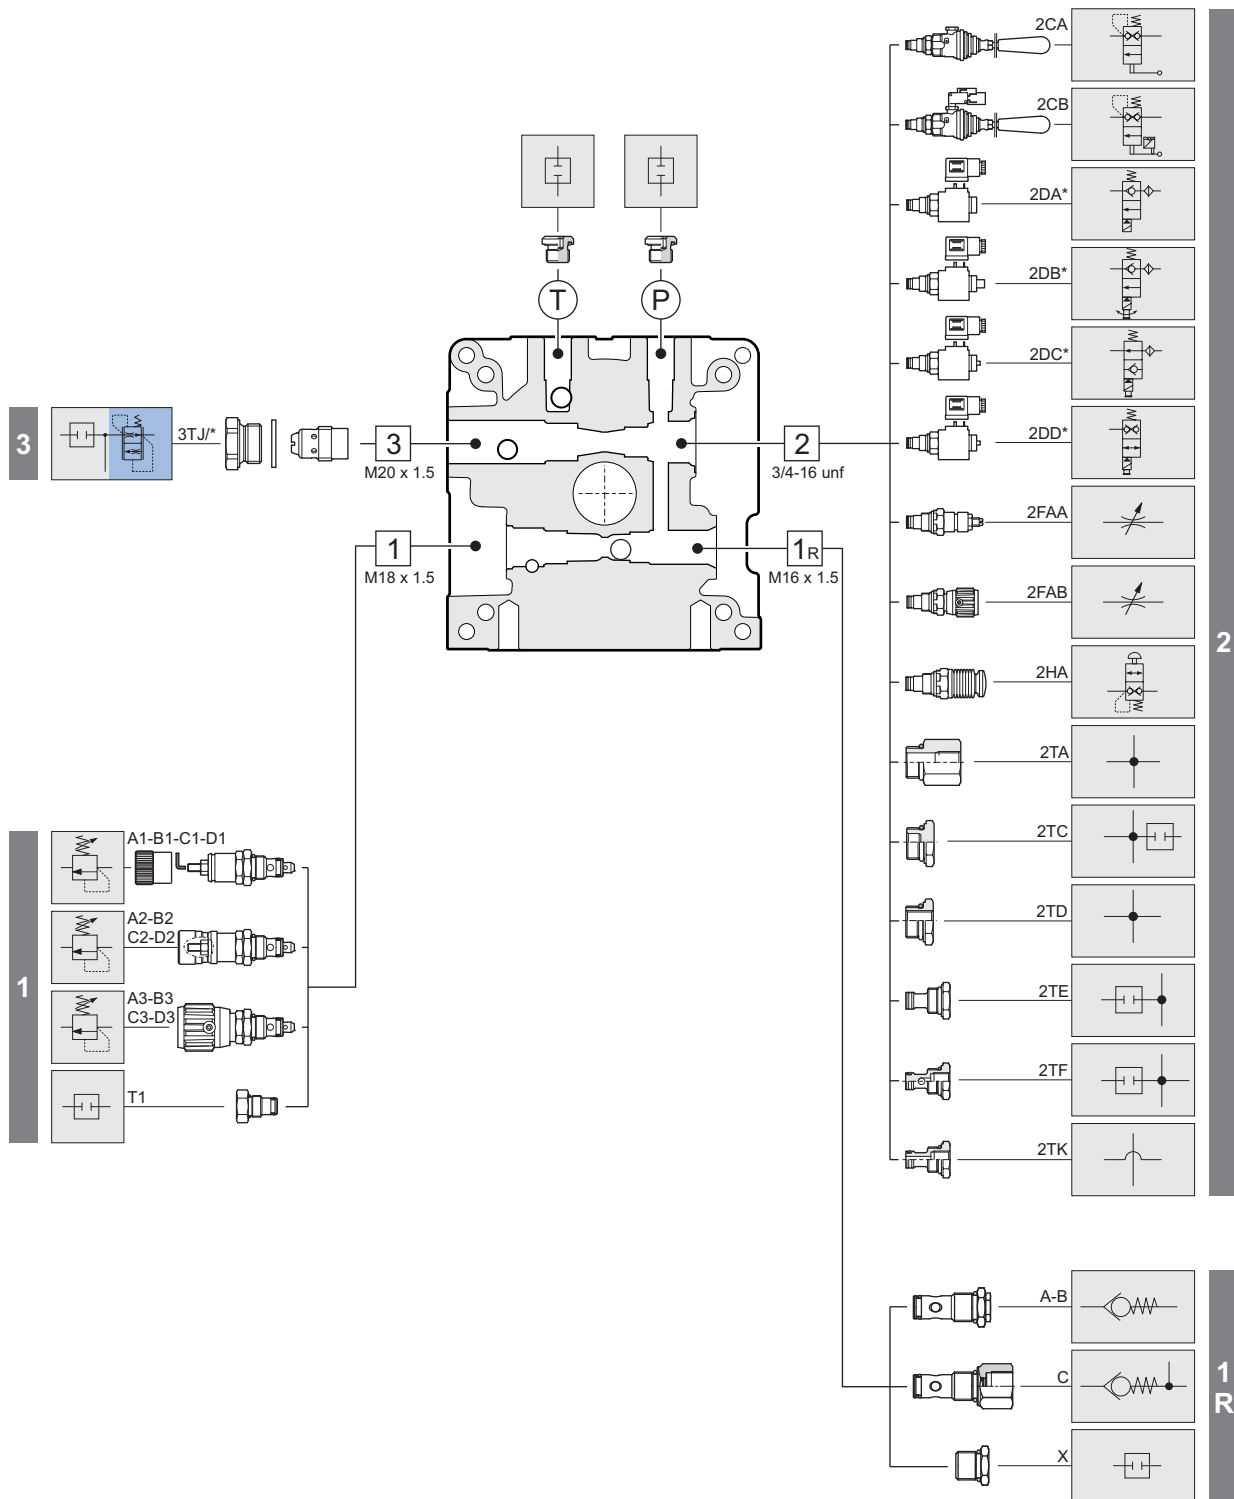 2CA
2CB
2DA*
2DB*
2DC*
2DD*
2FAA
2FAB
2HA
2TA
2TC
2TD
2TE
2TF
2TK
2
T
P
3
3TJ/*
3
M20 x 1.5
2
3/4-16 unf
1
M18 x 1.5
1R
M16 x 1.5
1
A1-B1-C1-D1
A2-B2
C2-D2
A3-B3
C3-D3
T1
A-B
C
X
1
R